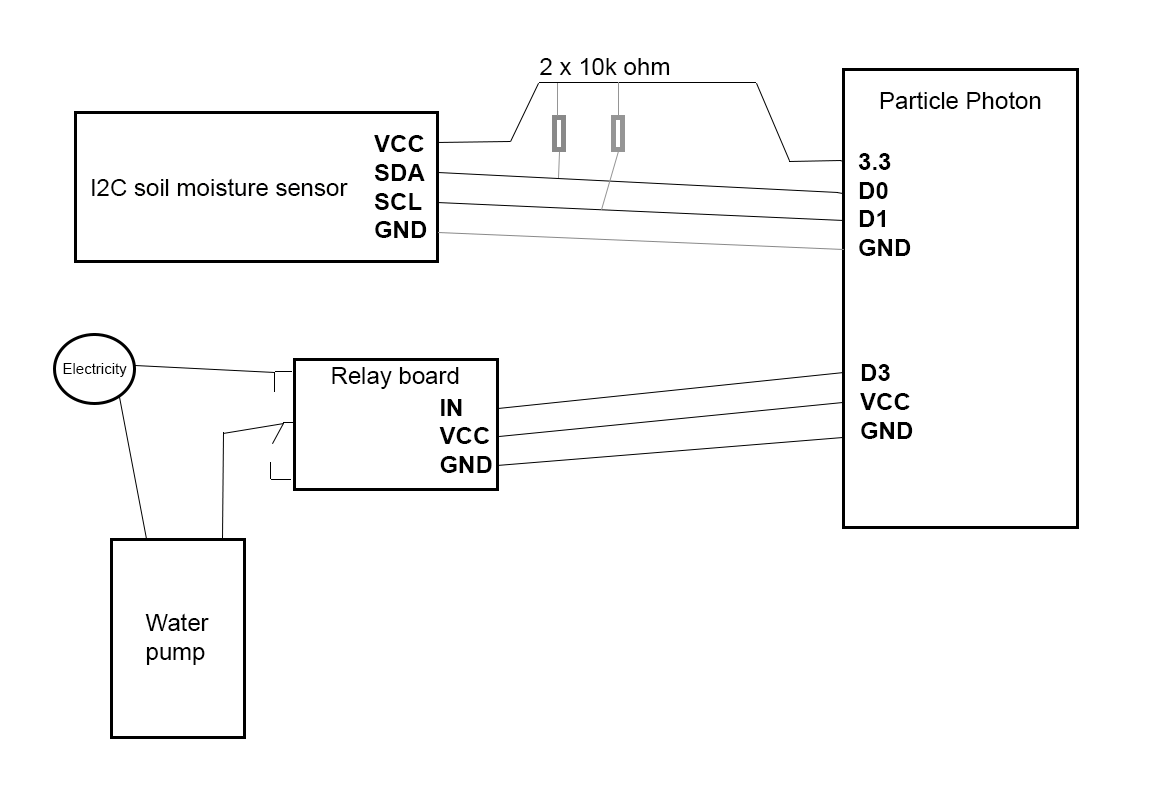 2 x 10k ohm
Particle Photon
I2C soil moisture sensor
VCC
SDA
SCL
GND
3.3
D0
D1
GND
Electricity
Relay board
IN
VCC
GND
D3
VCC
GND
Water
pump